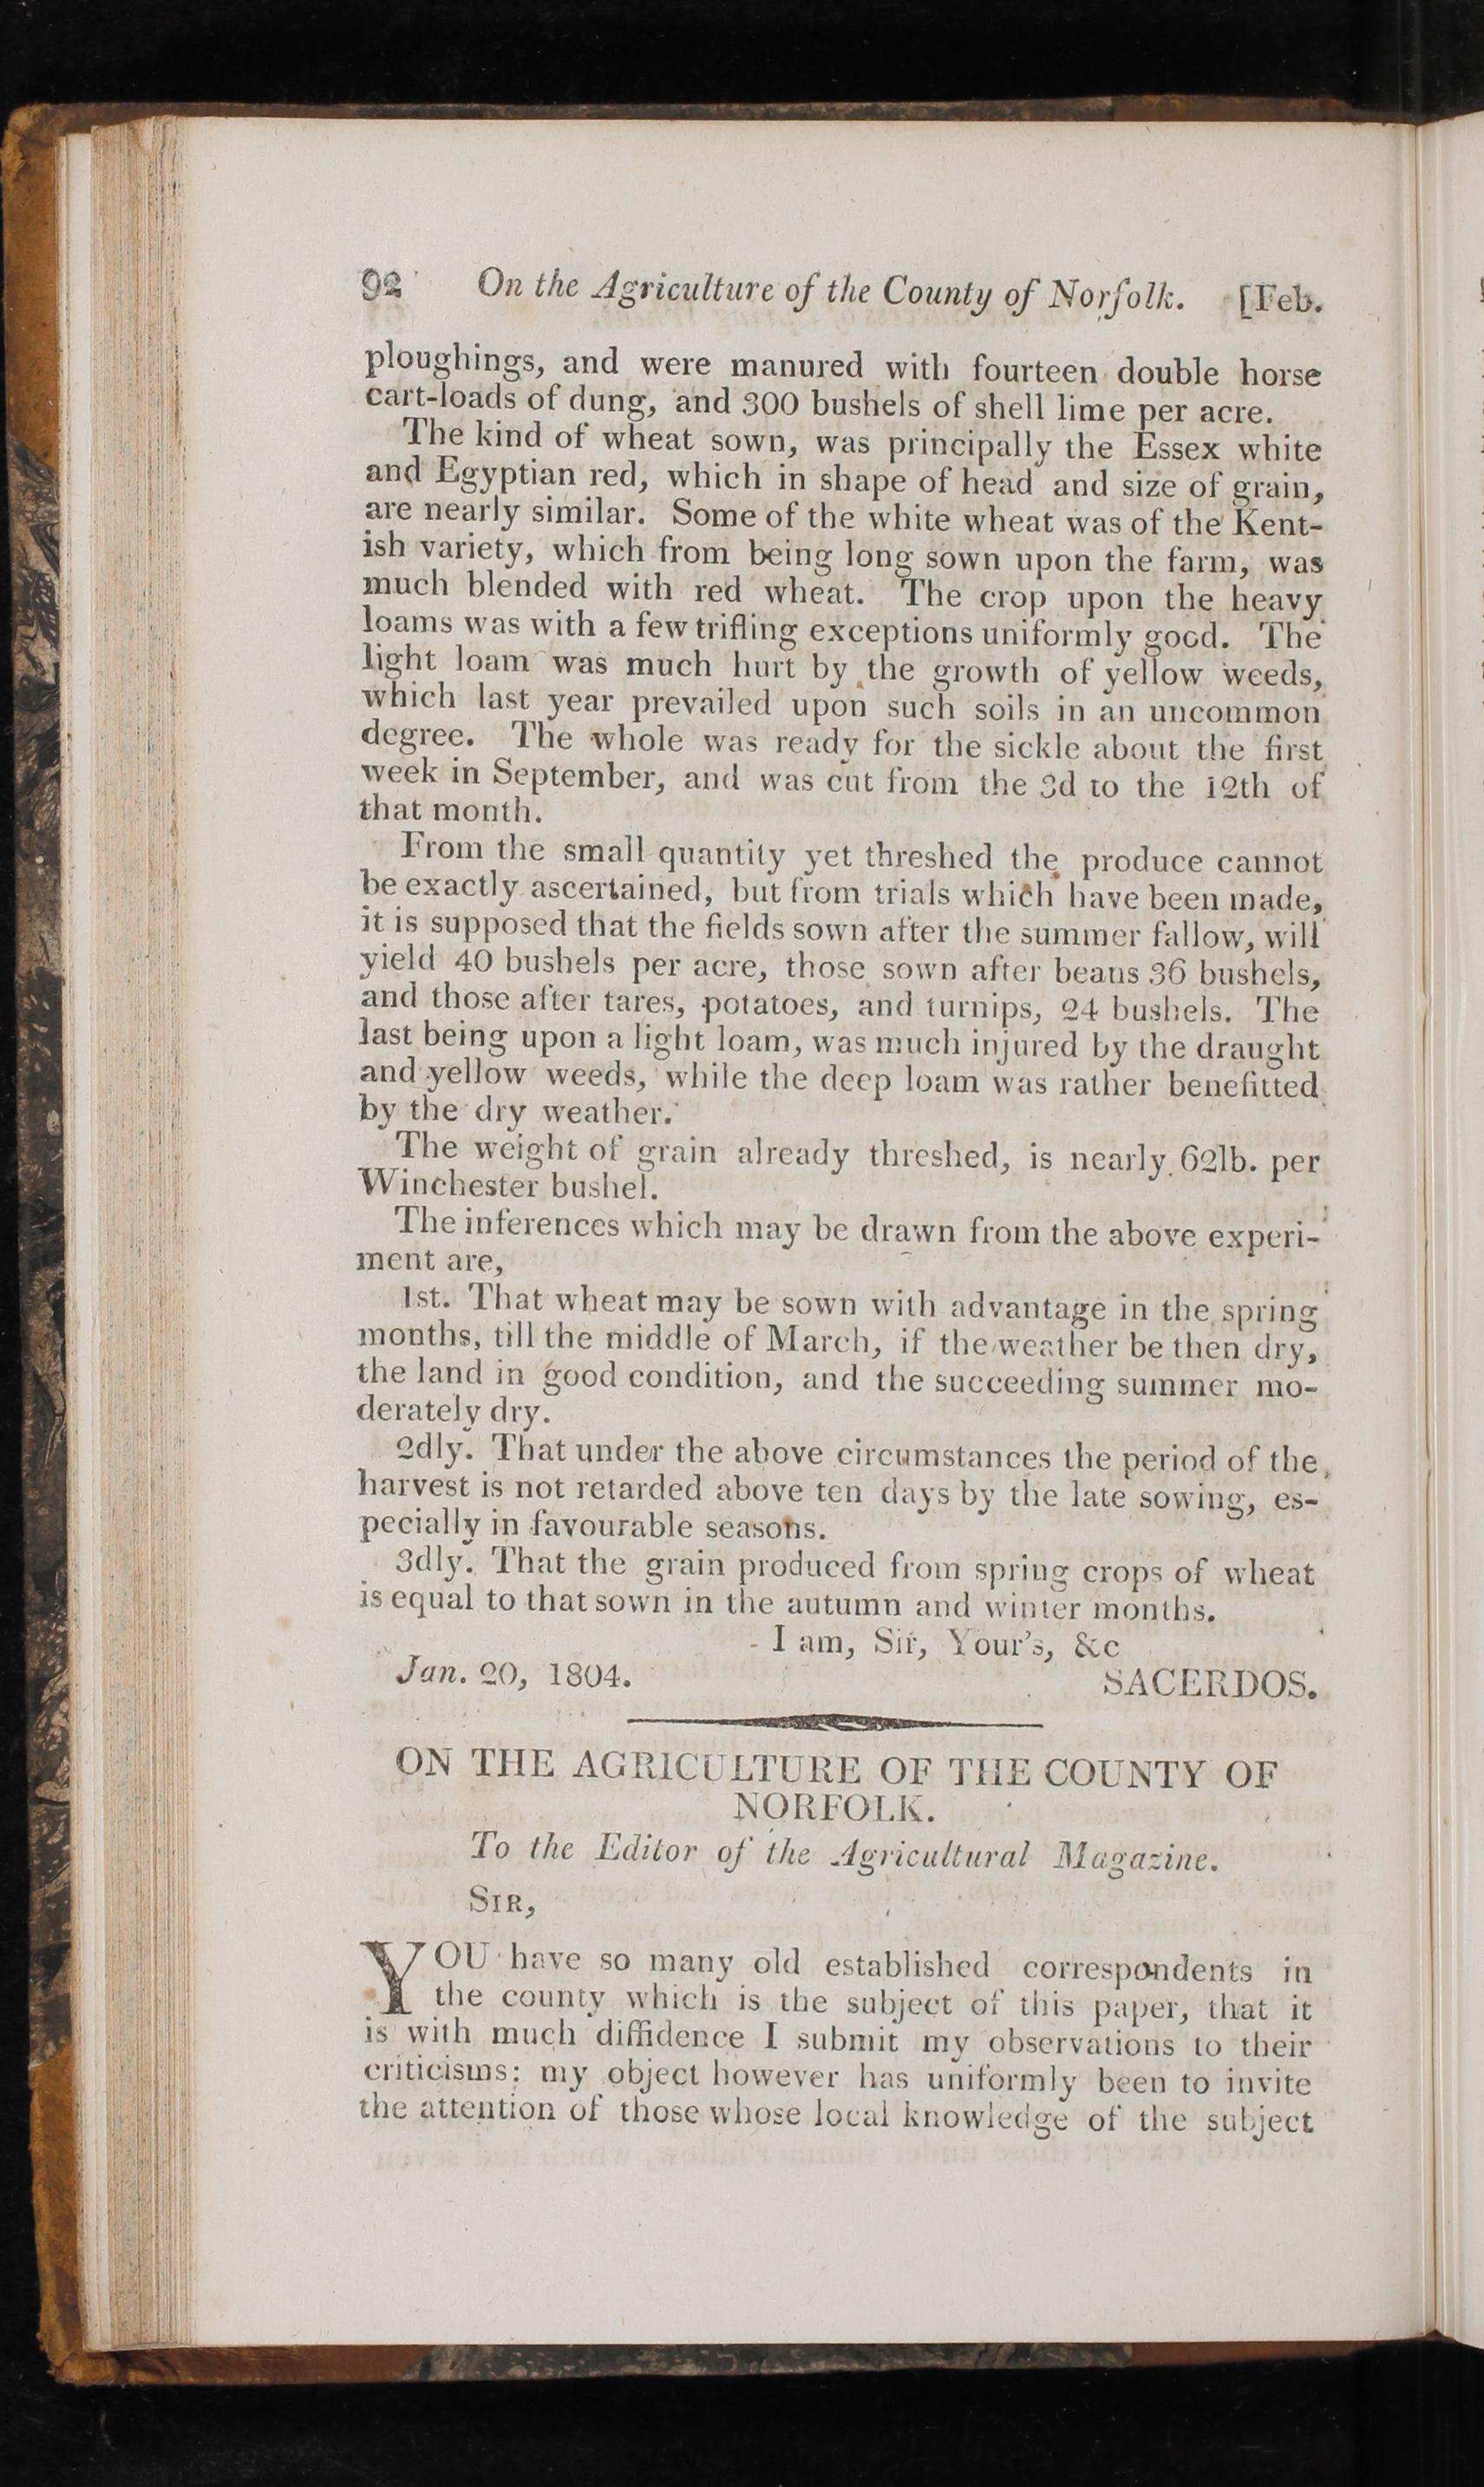 92 On the Agriculture of the County of Norfolk. [Feb.
ploughings, and were manured with fourteen double horse
cart-loads of dung, and 300 bushels of shell lime per acre.
The kind of wheat sown, was principally the Essex white
and Egyptian red, which in shape of head and size of grain,
are nearly similar. Some of the white wheat was of the Kent-
ish variety, which from being long sown upon the farm, was
much blended with red wheat. The crop upon the heavy
loams was with a few trifling exceptions uniformly good. The
light loam was much hurt by the growth of yellow weeds,
which last year prevailed upon such soils in an uncommon
degree. The whole was ready for the sickle about the first
week in September, and was cut from the 3d to the 12th of
that month.
From the small quantity yet threshed the produce cannot
be exactly ascertained, but from trials which have been made,
it is supposed that the fields sown after the summer fallow, will
yield 40 bushels per acre, those sown after beans 36 bushels,
and those after tares, potatoes, and turnips, 24 bushels. The
last being upon a light loam, was much injured by the draught
and yellow weeds, while the deep loam was rather benefitted
by the dry weather.
The weight of grain already threshed, is nearly 62lb. per
Winchester bushel.
The inferences which may be drawn from the above experi-
ment are,
1st. That wheat may be sown with advantage in the spring
months, till the middle of March, if the weather be then dry,
the land in good condition, and the succeeding summer mo-
derately dry.
2dly. That under the above circumstances the period of the
harvest is not retarded above ten days by the late sowing, es-
pecially in favourable seasons.
3dly. That the grain produced from spring crops of wheat
is equal to that sown in the autumn and winter months.
I am, Sir, Your's, &c
Jan. 20, 1804.
SACERDOS.
ON THE AGRICULTURE OF THE COUNTY OF
NORFOLK.
To the Editor of the Agricultural Magazine.
SIR,
YOU have so many old established correspondents in
the county which is the subject of this paper, that it
is with much diffidence I submit my observations to their
criticisms: my object however has uniformly been to invite
the attention of those whose local knowledge of the subject